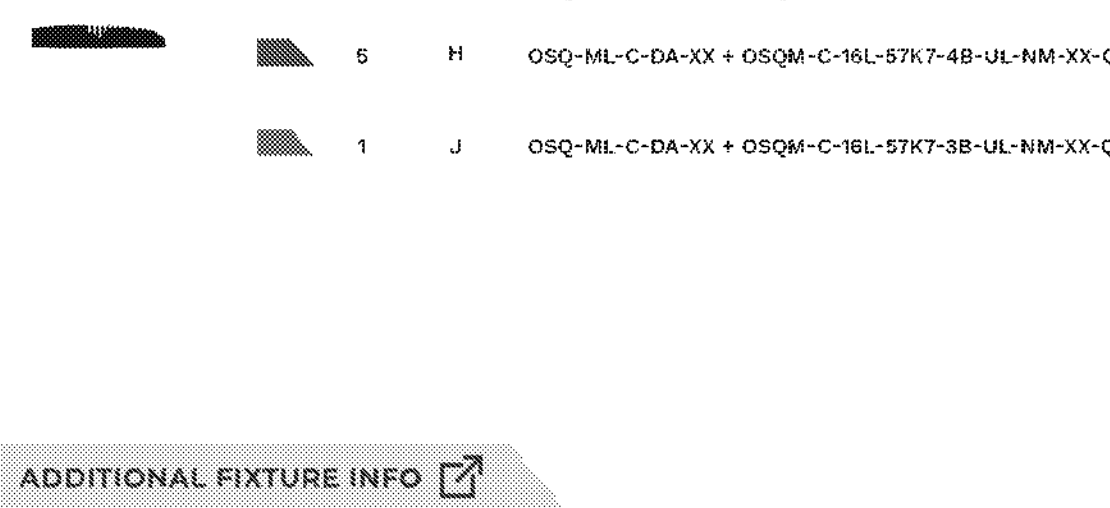 5 H OSQ-ML-C-DA-XX + OSQM-C-16L-57K7-4B-UL-NM-XX-Q
1 J OSQ-ML-C-DA-XX + OSQM-C-16L-57K7-3B-UL-NM-XX-Q
ADDITIONAL FIXTURE INFO